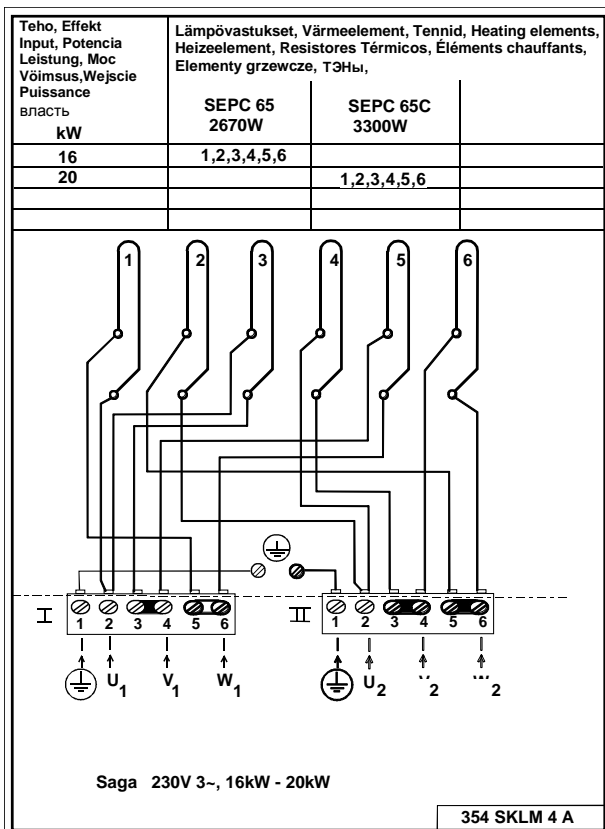 Teho, Effekt
Input, Potencia
Leistung, Moc
Vöimsus,Wejscie
Puissance
власть
kW
Lämpövastukset, Värmeelement, Tennid, Heating elements,
Heizeelement, Resistores Térmicos, Éléments chauffants,
Elementy grzewcze, ТЭНы,
SEPC 65
2670W
SEPC 65C
3300W
16
1,2,3,4,5,6
20
1,2,3,4,5,6
1 2 3 4 5 6
I
1 2 3 4 5 6
II
1 2 3 4 5 6
U1 V1 W1
U2 2 2
Saga 230V 3~, 16kW - 20kW
354 SKLM 4 A